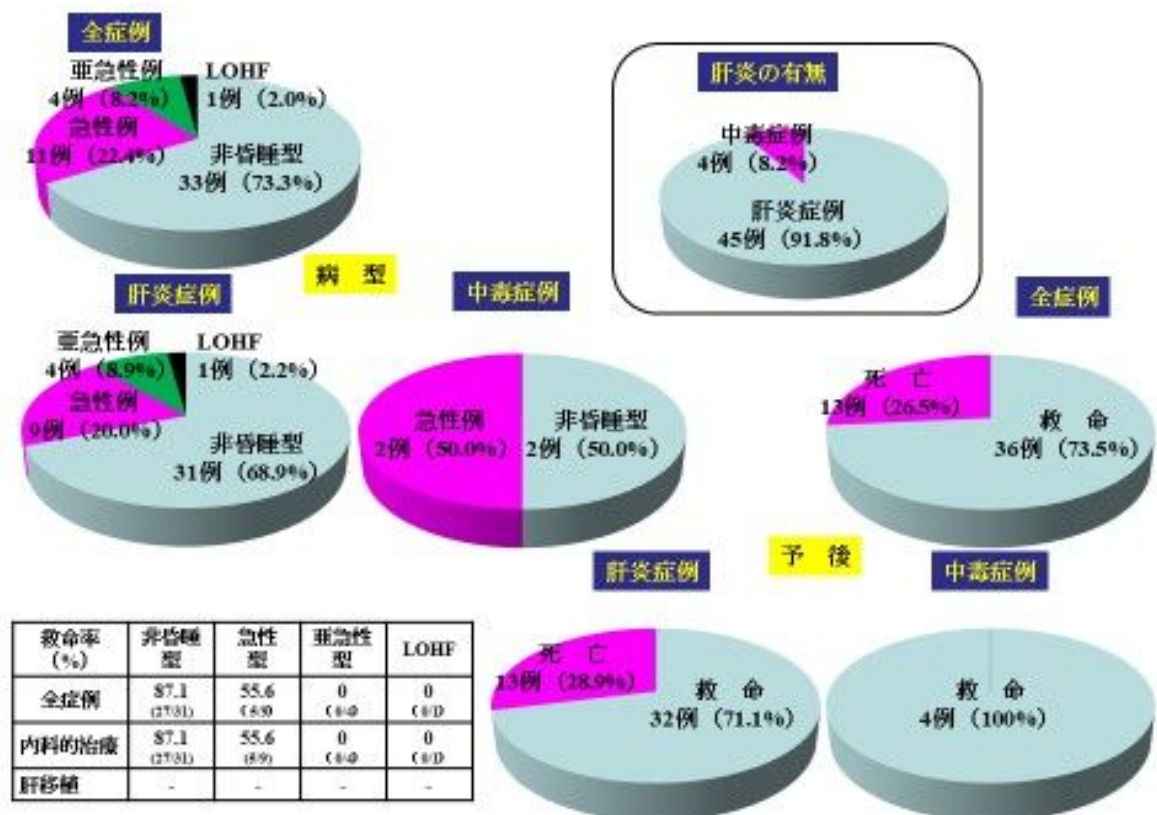 全症例
亜急性例
4例（8.2%）
LOHF
1例（2.0%）
急性例
11例（22.4%）
非昏睡型
33例（73.3%）
肝炎の有無
中毒症例
4例（8.2%）
肝炎症例
45例（91.8%）
病 型
肝炎症例
亜急性例
4例（8.9%）
LOHF
1例（2.2%）
急性例
9例（20.0%）
非昏睡型
31例（68.9%）
中毒症例
急性例
2例（50.0%）
非昏睡型
2例（50.0%）
全症例
死 亡
13例（26.5%）
救 命
36例（73.5%）
予 後
肝炎症例
死 亡
13例（28.9%）
救 命
32例（71.1%）
中毒症例
救 命
4例（100%）
救命率 非昏睡 急性 亜急性 LOHF
（%） 型 型 型
全症例 87.1 55.6 0 0
(27/31)
内科的治療 87.1 55.6 0 0
(27/31) (5/9)
肝移植 - - - -